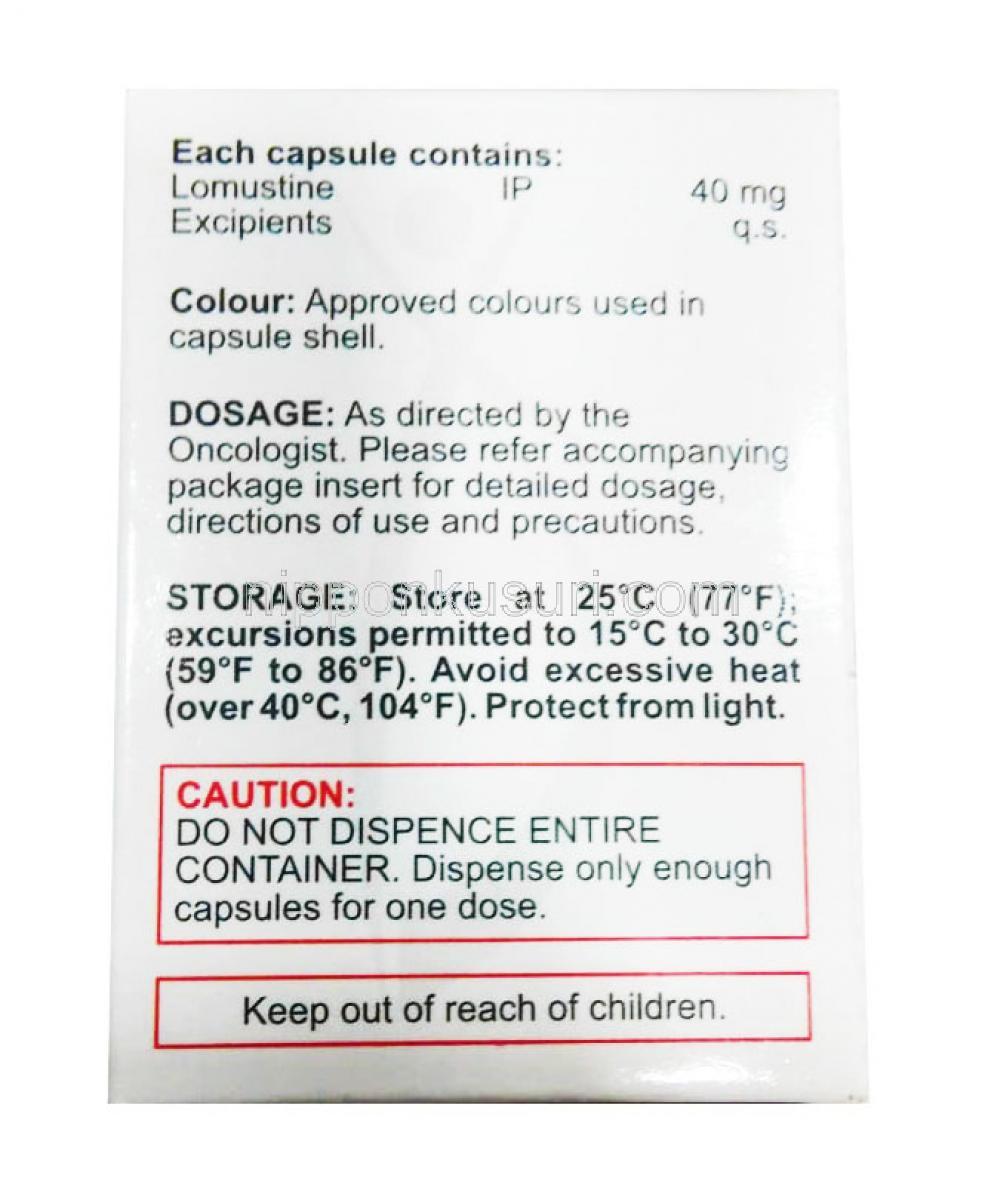 Each capsule contains:
Lomustine IP 40 mg
Excipients q.s.
Colour: Approved colours used in
capsule shell.
DOSAGE: As directed by the
Oncologist. Please refer accompanying
package insert for detailed dosage,
directions of use and precautions.
nipponkusuri.com
STORAGE: Store at 25°C (77°F);
excursions permitted to 15°C to 30°C
(59°F to 86°F). Avoid excessive heat
(over 40°C, 104°F). Protect from light.
CAUTION:
DO NOT DISPENCE ENTIRE
CONTAINER. Dispense only enough
capsules for one dose.
Keep out of reach of children.